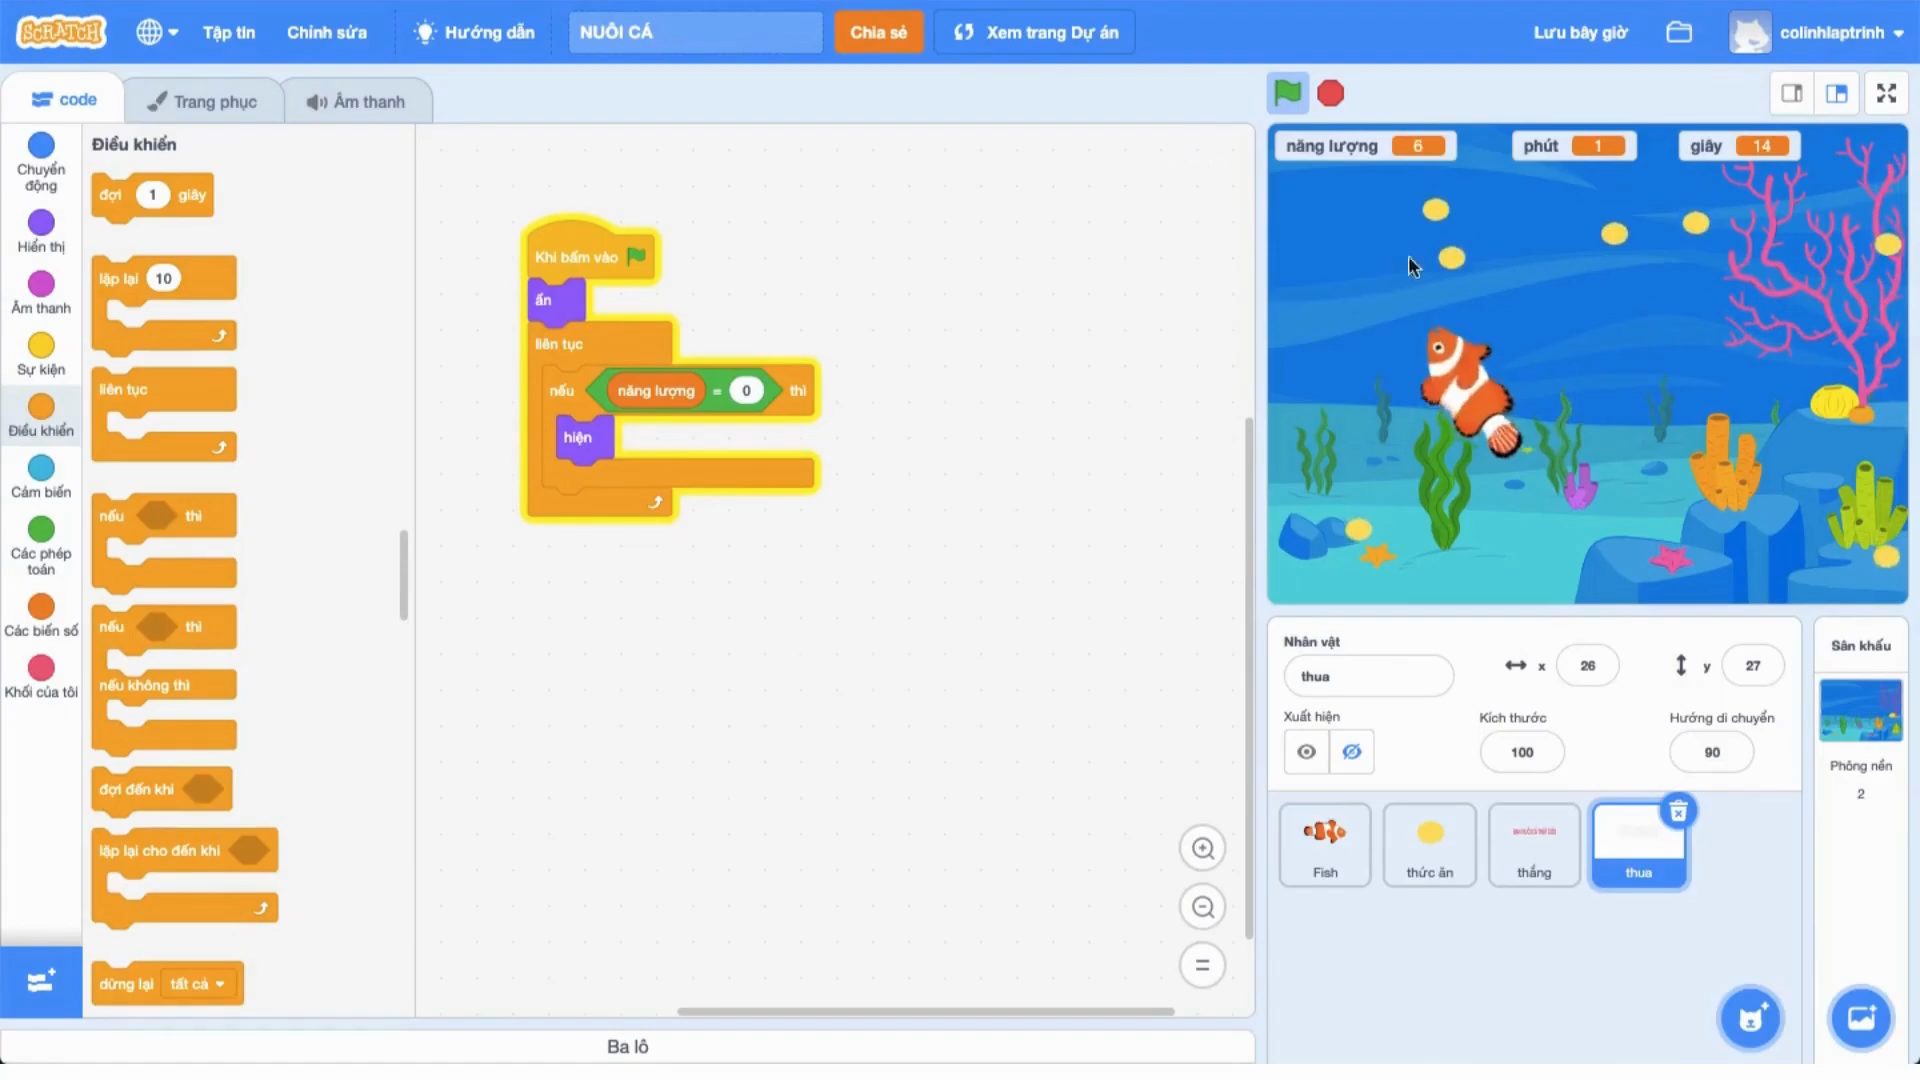 SCRATCH
Tập tin
Chỉnh sửa
Hướng dẫn
NUÔI CÁ
Chia sẻ
Xem trang Dự án
Lưu bây giờ
colinhlaptrinh
code
Trang phục
Âm thanh
Chuyển động
Hiển thị
Âm thanh
Sự kiện
Điều khiển
Cảm biến
Các phép toán
Các biến số
Khối của tôi
Điều khiển
đợi 1 giây
lặp lại 10
liên tục
nếu thì
nếu thì
nếu không thì
đợi đến khi
lặp lại cho đến khi
dừng lại tất cả
Khi bấm vào
ẩn
liên tục
nếu năng lượng = 0 thì
hiện
Ba lô
năng lượng 6
phút 1
giây 14
Nhân vật
thua
x 26
y 27
Xuất hiện
Kích thước
Hướng di chuyển
100
90
Fish
thức ăn
thắng
thua
Sân khấu
Phông nền
2